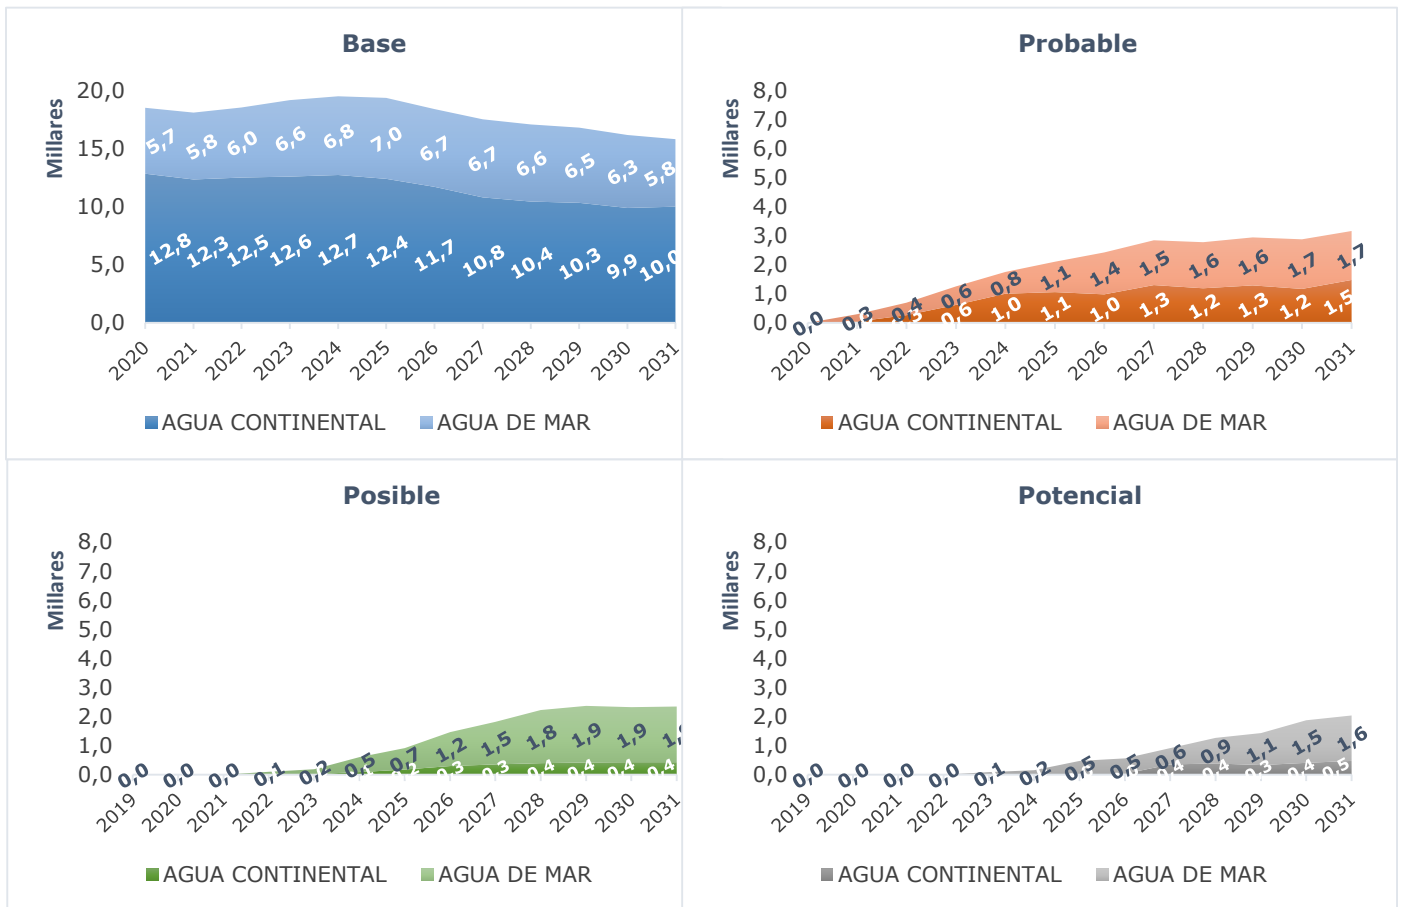 Base
Millares
20,0
15,0
10,0
5,0
0,0
5,7 5,8 6,0 6,6 6,8 7,0 6,7 6,7 6,6 6,5 6,3 5,8
12,8 12,3 12,5 12,6 12,7 12,4 11,7 10,8 10,4 10,3 9,9 10,0
2020 2021 2022 2023 2024 2025 2026 2027 2028 2029 2030 2031
AGUA CONTINENTAL AGUA DE MAR
Probable
Millares
8,0
7,0
6,0
5,0
4,0
3,0
2,0
1,0
0,0
0,0 0,3 0,4 0,6 0,8 1,1 1,4 1,5 1,6 1,6 1,7 1,7
0,6 1,0 1,1 1,0 1,3 1,2 1,3 1,2 1,5
2020 2021 2022 2023 2024 2025 2026 2027 2028 2029 2030 2031
AGUA CONTINENTAL AGUA DE MAR
Posible
Millares
8,0
7,0
6,0
5,0
4,0
3,0
2,0
1,0
0,0
0,0 0,0 0,0 0,1 0,2 0,5 0,7 1,2 1,5 1,8 1,9 1,9
0,2 0,3 0,3 0,4 0,4 0,4 0,4
2019 2020 2021 2022 2023 2024 2025 2026 2027 2028 2029 2030 2031
AGUA CONTINENTAL AGUA DE MAR
Potencial
Millares
8,0
7,0
6,0
5,0
4,0
3,0
2,0
1,0
0,0
0,0 0,0 0,0 0,0 0,1 0,2 0,5 0,5 0,6 0,9 1,1 1,5 1,6
0,4 0,4 0,3 0,4 0,5
2019 2020 2021 2022 2023 2024 2025 2026 2027 2028 2029 2030 2031
AGUA CONTINENTAL AGUA DE MAR